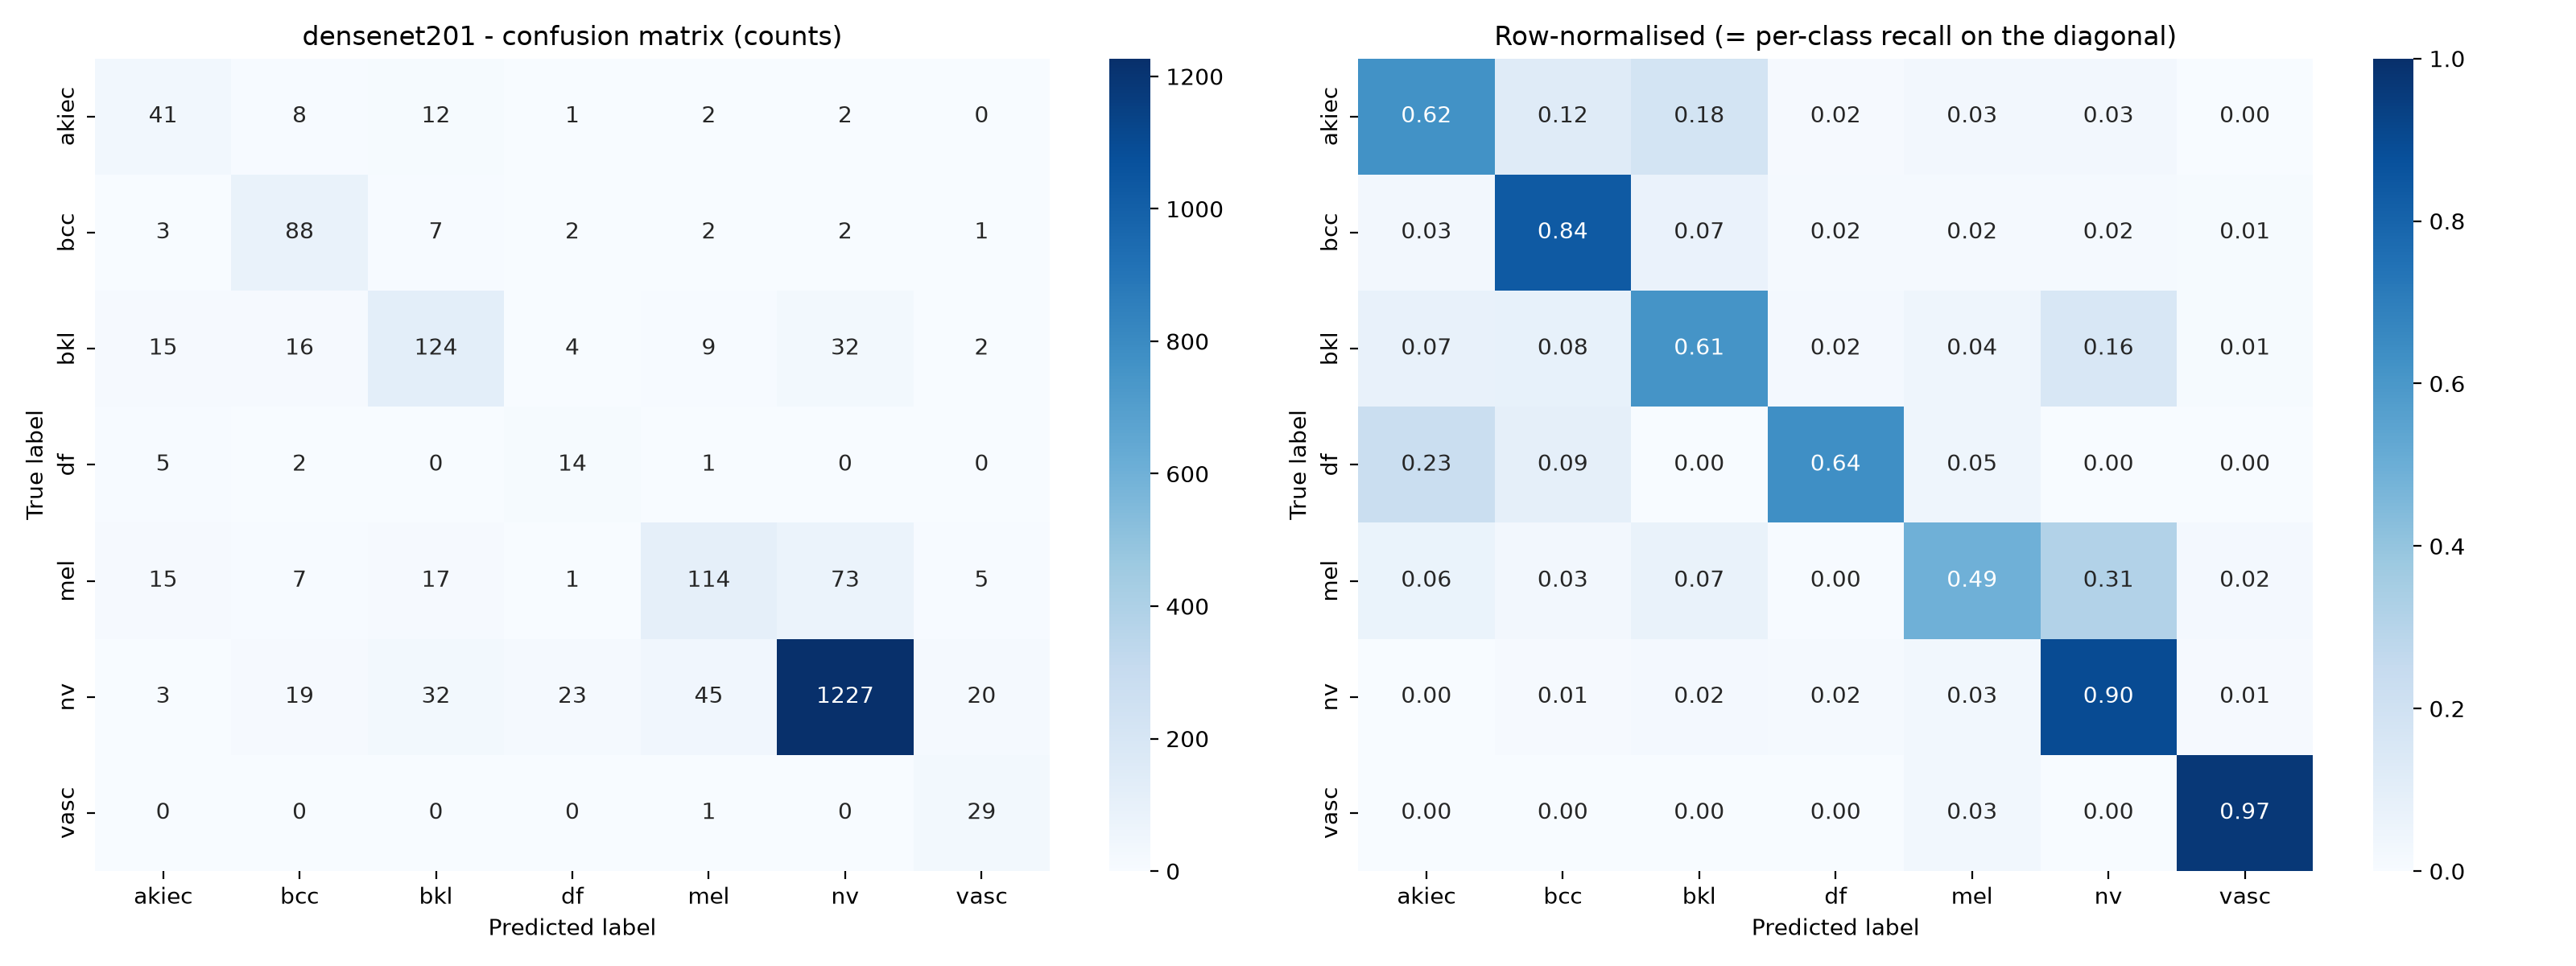 densenet201 - confusion matrix (counts)
True label
akiec 41 8 12 1 2 2 0
bcc 3 88 7 2 2 2 1
bkl 15 16 124 4 9 32 2
df 5 2 0 14 1 0 0
mel 15 7 17 1 114 73 5
nv 3 19 32 23 45 1227 20
vasc 0 0 0 0 1 0 29
akiec bcc bkl df mel nv vasc
Predicted label
1200
1000
800
600
400
200
0
Row-normalised (= per-class recall on the diagonal)
True label
akiec 0.62 0.12 0.18 0.02 0.03 0.03 0.00
bcc 0.03 0.84 0.07 0.02 0.02 0.02 0.01
bkl 0.07 0.08 0.61 0.02 0.04 0.16 0.01
df 0.23 0.09 0.00 0.64 0.05 0.00 0.00
mel 0.06 0.03 0.07 0.00 0.49 0.31 0.02
nv 0.00 0.01 0.02 0.02 0.03 0.90 0.01
vasc 0.00 0.00 0.00 0.00 0.03 0.00 0.97
akiec bcc bkl df mel nv vasc
Predicted label
1.0
0.8
0.6
0.4
0.2
0.0